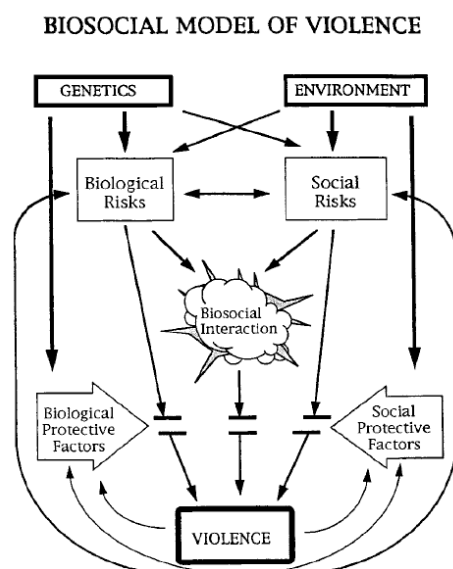 BIOSOCIAL MODEL OF VIOLENCE
GENETICS
ENVIRONMENT
Biological
Risks
Social
Risks
Biosocial
Interaction
Biological
Protective
Factors
Social
Protective
Factors
VIOLENCE